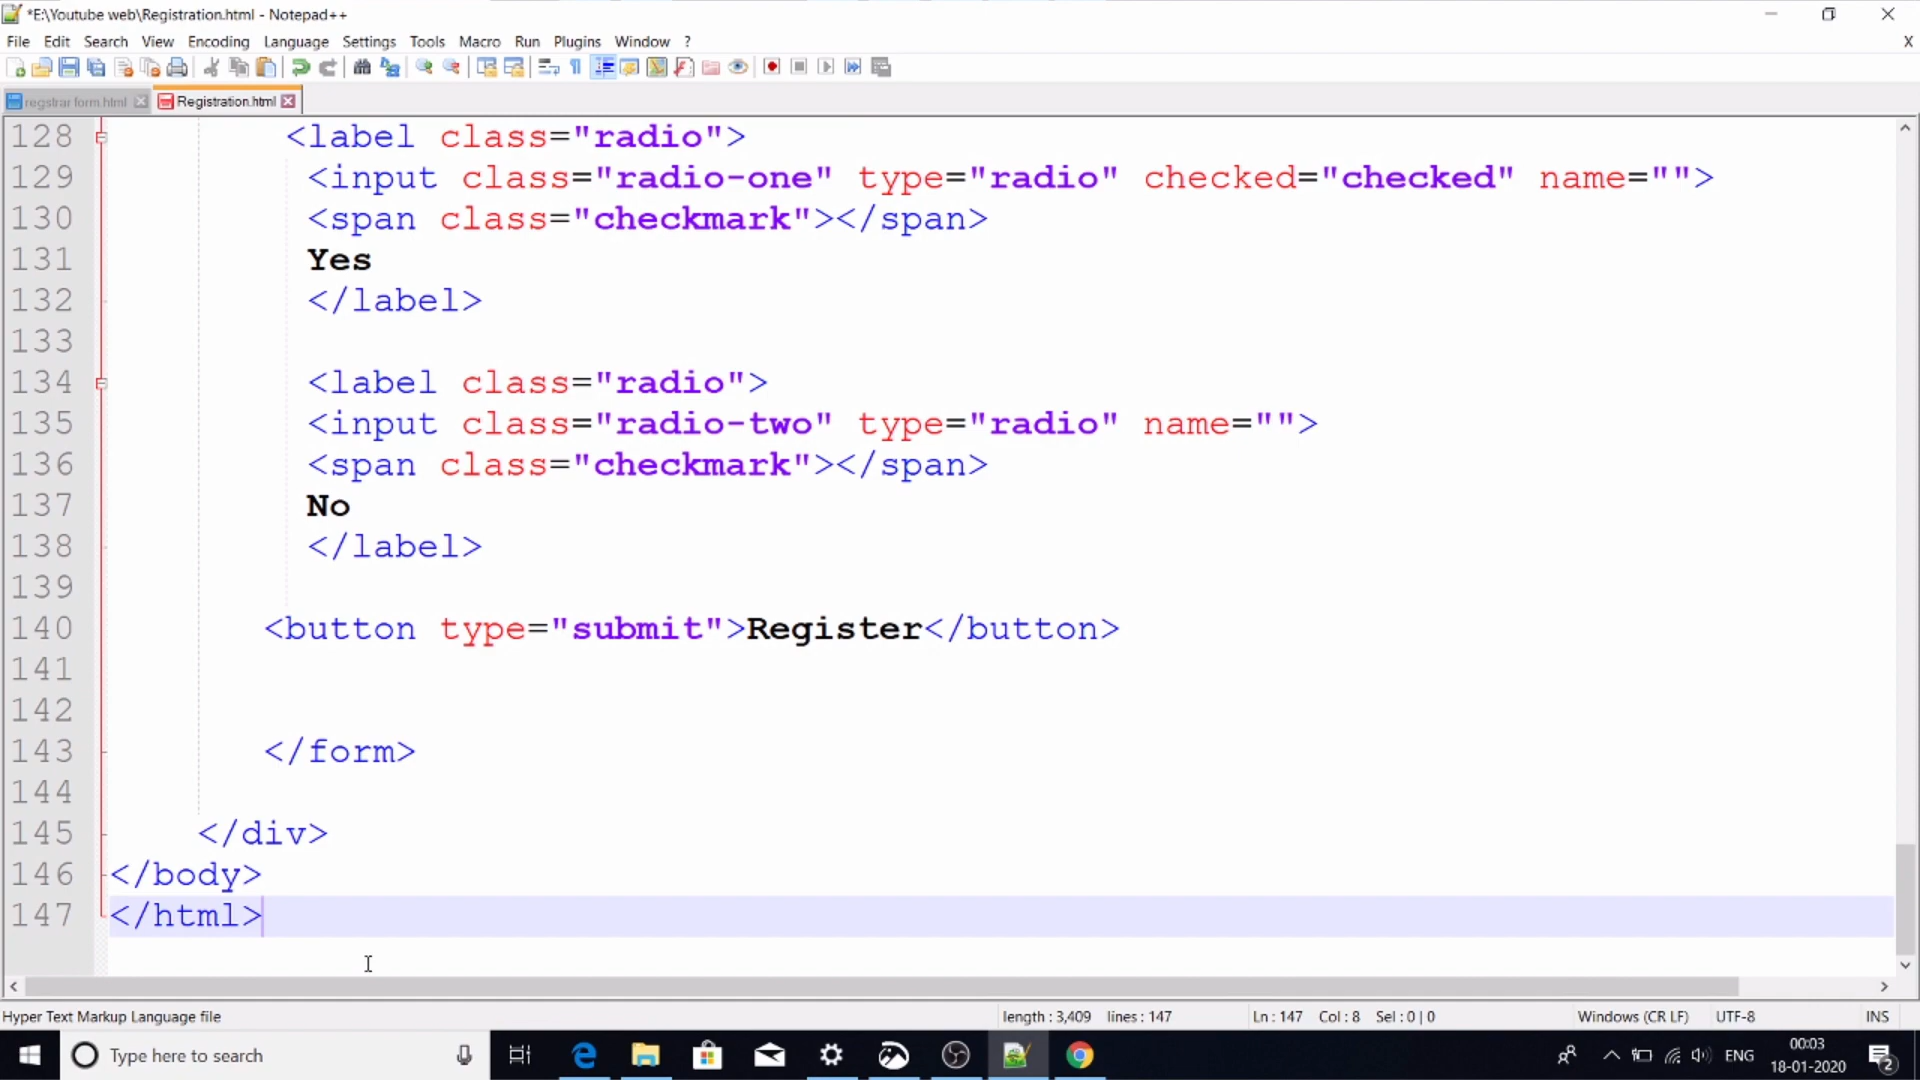 *E:\Youtube web\Registration.html - Notepad++
File Edit Search View Encoding Language Settings Tools Macro Run Plugins Window ? X
regstrar form.html Registration.html
128 <label class="radio">
129 <input class="radio-one" type="radio" checked="checked" name="">
130 <span class="checkmark"></span>
131 Yes
132 </label>
133
134 <label class="radio">
135 <input class="radio-two" type="radio" name="">
136 <span class="checkmark"></span>
137 No
138 </label>
139
140 <button type="submit">Register</button>
141
142
143 </form>
144
145 </div>
146 </body>
147 </html>
Hyper Text Markup Language file length : 3,409 lines : 147 Ln : 147 Col : 8 Sel : 0 | 0 Windows (CR LF) UTF-8 INS
Type here to search ENG 00:03
18-01-2020 2